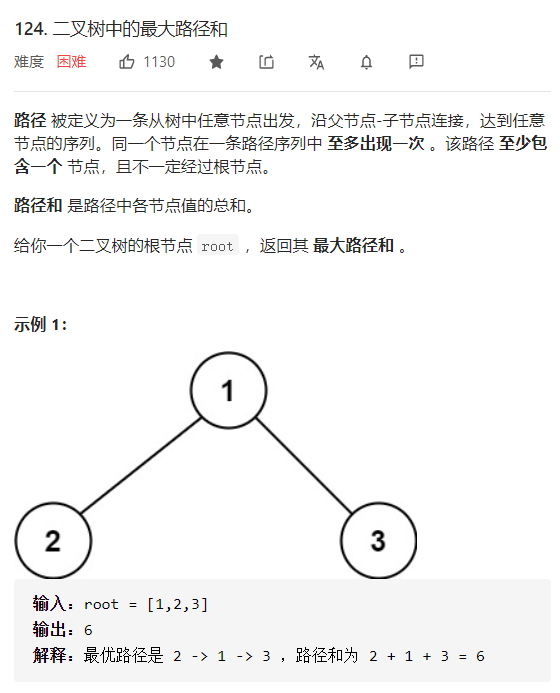 124. 二叉树中的最大路径和
难度 困难 1130
路径 被定义为一条从树中任意节点出发，沿父节点-子节点连接，达到任意
节点的序列。同一个节点在一条路径序列中 至多出现一次 。该路径 至少包
含一个 节点，且不一定经过根节点。
路径和 是路径中各节点值的总和。
给你一个二叉树的根节点 root ，返回其 最大路径和 。
示例 1：
1
2 3
输入：root = [1,2,3]
输出：6
解释：最优路径是 2 -> 1 -> 3 ，路径和为 2 + 1 + 3 = 6